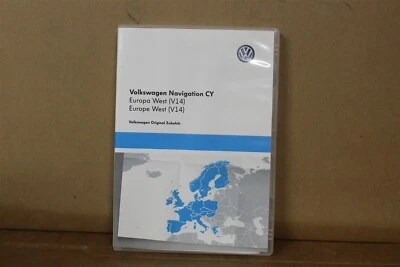 Volkswagen Navigation CY
Europa West (V14)
Europe West (V14)
Volkswagen Original Zubehör